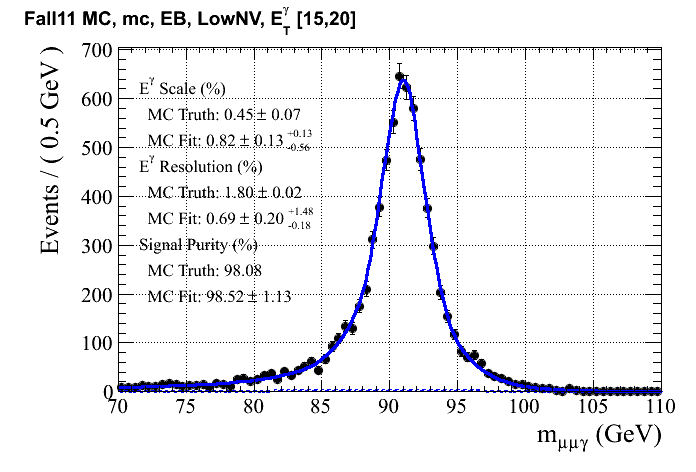 Fall11 MC, mc, EB, LowNV, E_T^γ [15,20]
Events / ( 0.5 GeV )
700
600
500
400
300
200
100
0
E^γ Scale (%)
MC Truth: 0.45 ± 0.07
MC Fit: 0.82 ± 0.13 +0.13 -0.56
E^γ Resolution (%)
MC Truth: 1.80 ± 0.02
MC Fit: 0.69 ± 0.20 +1.48 -0.18
Signal Purity (%)
MC Truth: 98.08
MC Fit: 98.52 ± 1.13
70 75 80 85 90 95 100 105 110
m_μμγ (GeV)